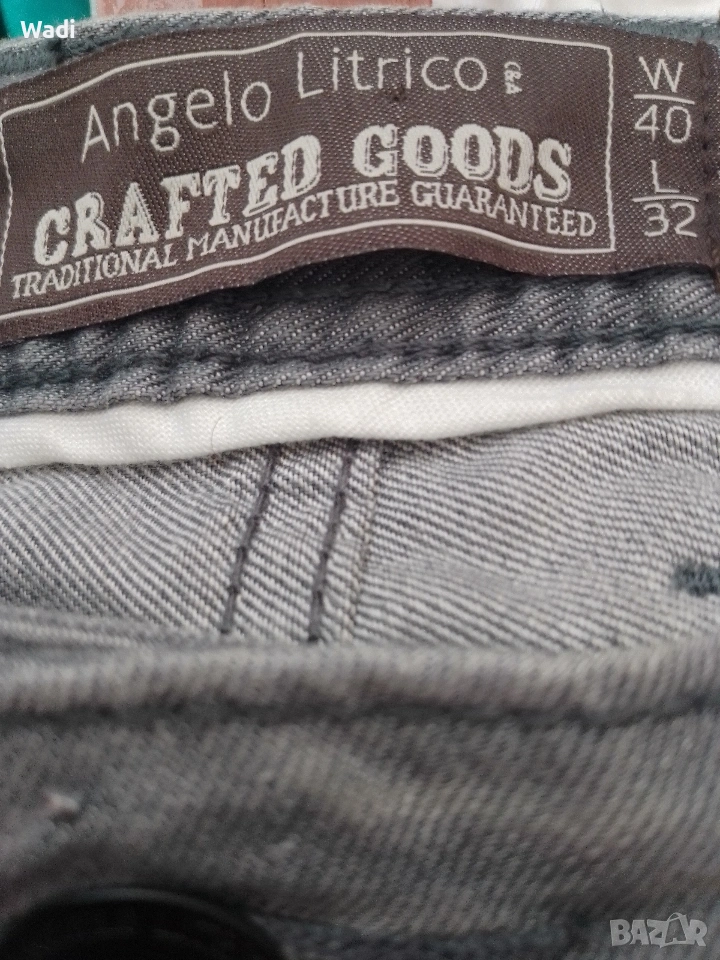 Wadi
Angelo Litrico C&A
CRAFTED GOODS
TRADITIONAL MANUFACTURE GUARANTEED
W
40
L
32
BAZAR